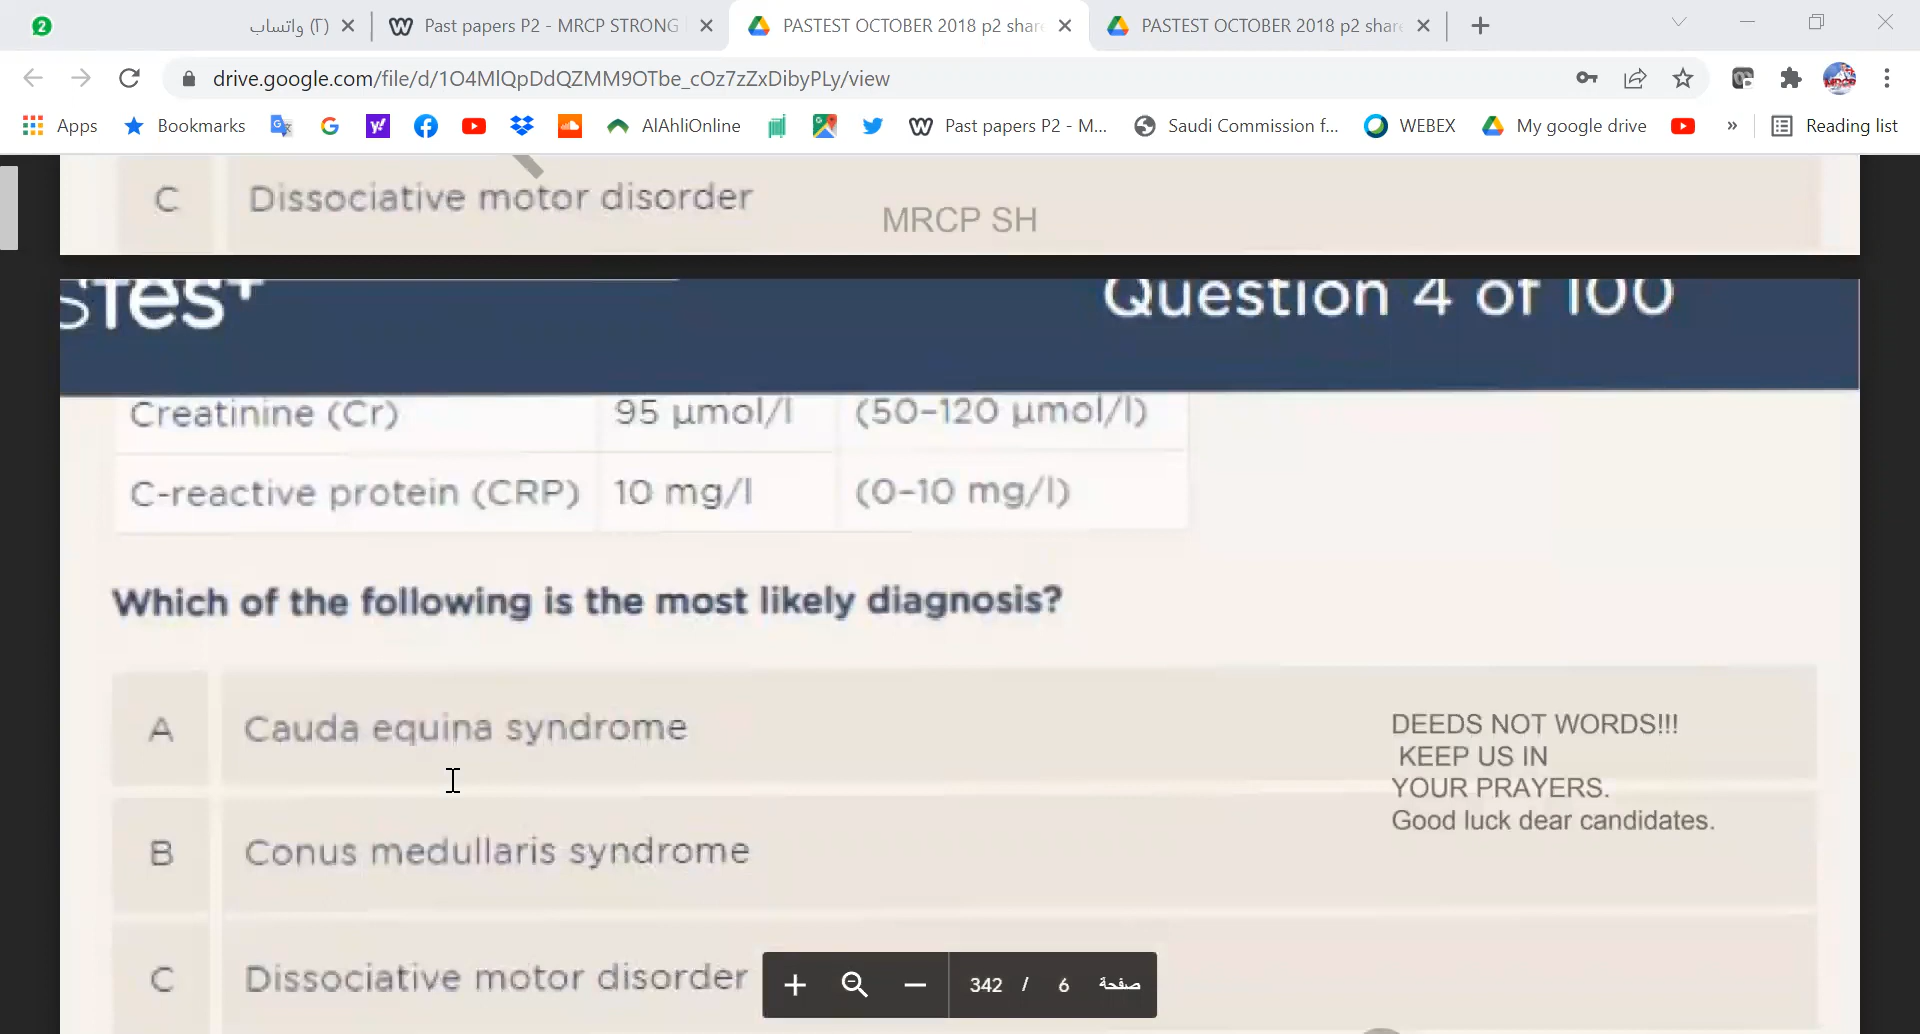 2
واتساب (٢)
Past papers P2 - MRCP STRONG
PASTEST OCTOBER 2018 p2 share
PASTEST OCTOBER 2018 p2 share
drive.google.com/file/d/1O4MlQpDdQZMM9OTbe_cOz7zZxDibyPLy/view
Apps
Bookmarks
AlAhliOnline
Past papers P2 - M...
Saudi Commission f...
WEBEX
My google drive
Reading list
C Dissociative motor disorder
MRCP SH
Question 4 of 100
Creatinine (Cr) 95 µmol/l (50–120 µmol/l)
C-reactive protein (CRP) 10 mg/l (0–10 mg/l)
Which of the following is the most likely diagnosis?
A Cauda equina syndrome
DEEDS NOT WORDS!!!
KEEP US IN
YOUR PRAYERS.
Good luck dear candidates.
B Conus medullaris syndrome
C Dissociative motor disorder
342 / 6 صفحة